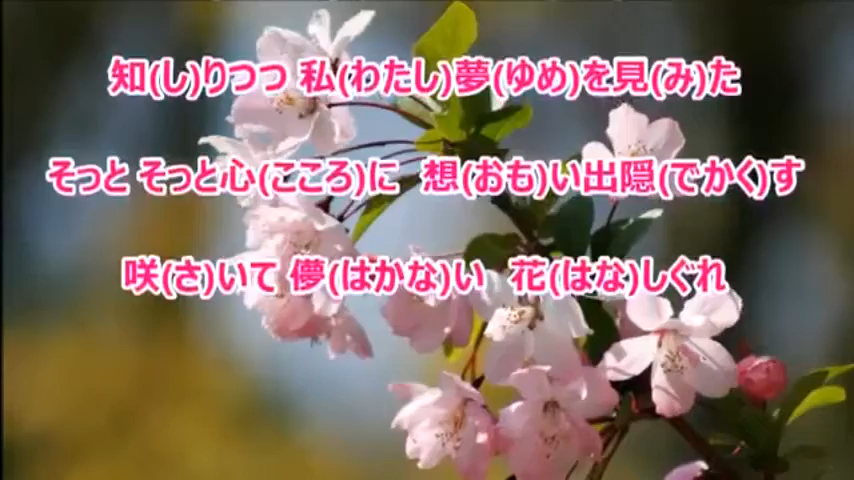 知(し)りつつ 私(わたし)夢(ゆめ)を見(み)た
そっと そっと心(こころ)に 想(おも)い出隠(でかく)す
咲(さ)いて 儚(はかな)い 花(はな)しぐれ